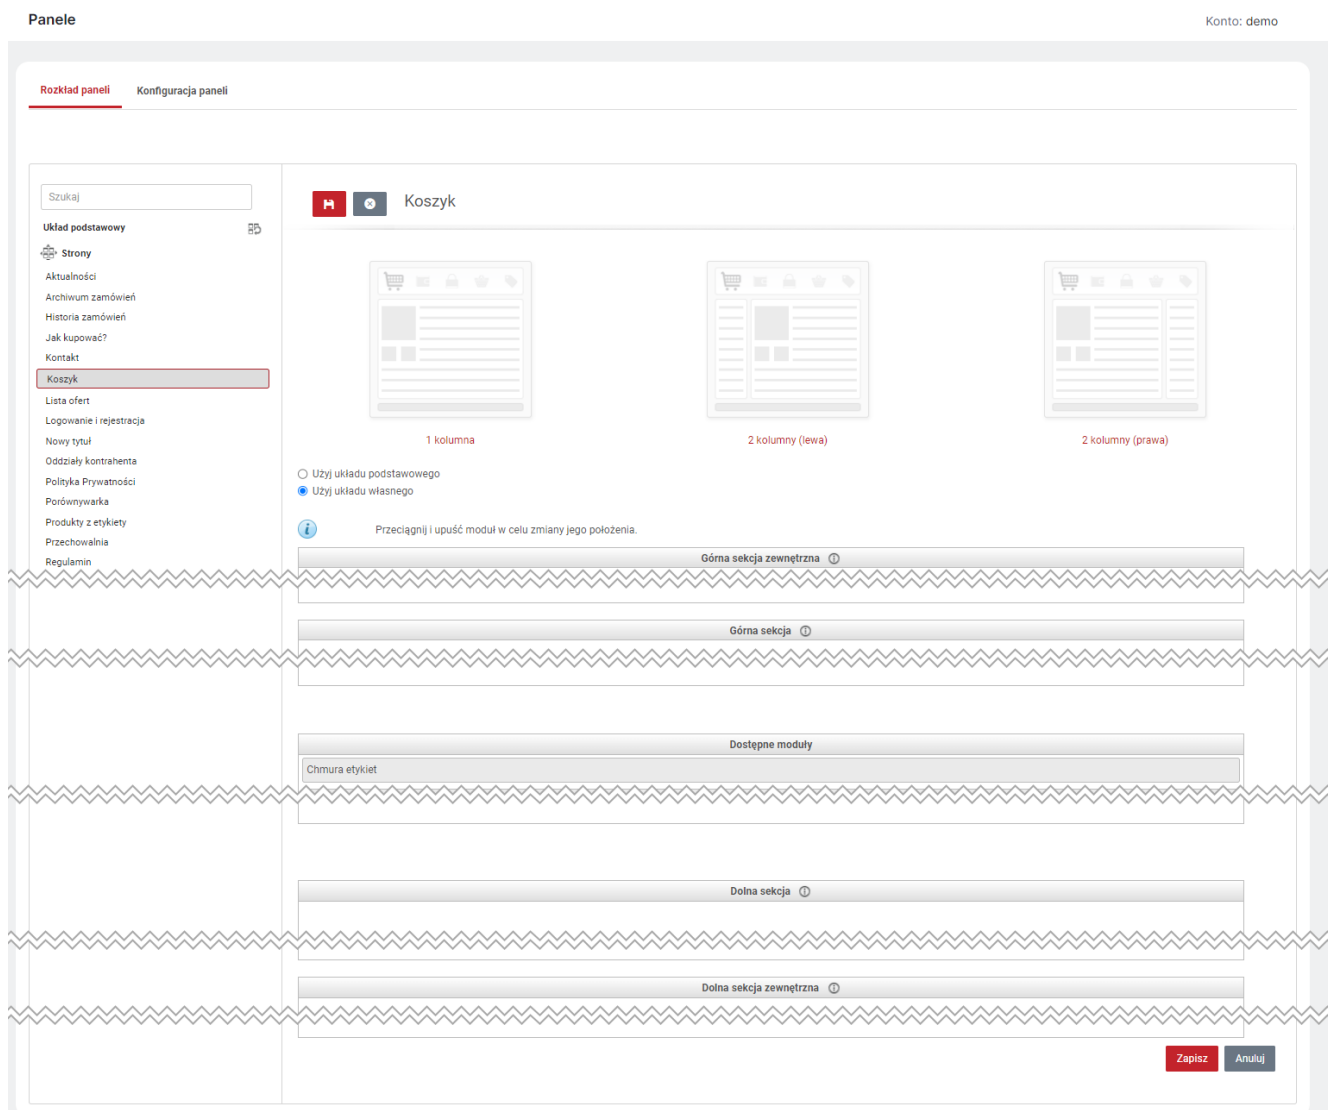 Panele
Konto: demo
Rozkład paneli
Konfiguracja paneli
Szukaj
Układ podstawowy
Strony
Aktualności
Archiwum zamówień
Historia zamówień
Jak kupować?
Kontakt
Koszyk
Lista ofert
Logowanie i rejestracja
Nowy tytuł
Oddziały kontrahenta
Polityka Prywatności
Porównywarka
Produkty z etykiety
Przechowalnia
Regulamin
Koszyk
1 kolumna
2 kolumny (lewa)
2 kolumny (prawa)
Użyj układu podstawowego
Użyj układu własnego
Przeciągnij i upuść moduł w celu zmiany jego położenia.
Górna sekcja zewnętrzna
Górna sekcja
Dostępne moduły
Chmura etykiet
Dolna sekcja
Dolna sekcja zewnętrzna
Zapisz
Anuluj